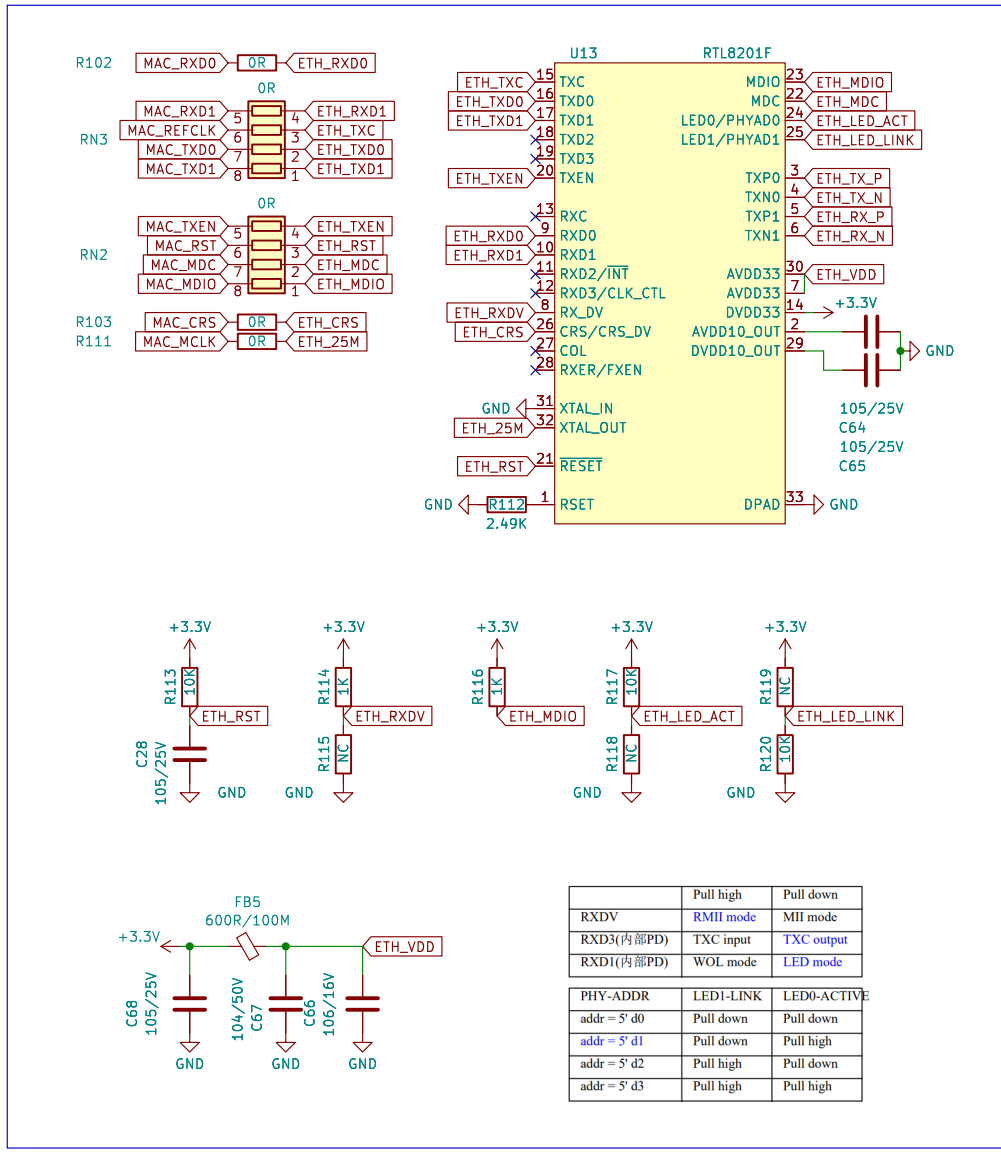 U13 RTL8201F
R102 MAC_RXD0 0R ETH_RXD0
0R
RN3
MAC_RXD1 5 4 ETH_RXD1
MAC_REFCLK 6 3 ETH_TXC
MAC_TXD0 7 2 ETH_TXD0
MAC_TXD1 8 1 ETH_TXD1
0R
RN2
MAC_TXEN 5 4 ETH_TXEN
MAC_RST 6 3 ETH_RST
MAC_MDC 7 2 ETH_MDC
MAC_MDIO 8 1 ETH_MDIO
R103 MAC_CRS 0R ETH_CRS
R111 MAC_MCLK 0R ETH_25M
ETH_TXC 15 TXC
ETH_TXD0 16 TXD0
ETH_TXD1 17 TXD1
18 TXD2
19 TXD3
ETH_TXEN 20 TXEN
13 RXC
ETH_RXD0 9 RXD0
ETH_RXD1 10 RXD1
11 RXD2/INT
12 RXD3/CLK_CTL
ETH_RXDV 8 RX_DV
ETH_CRS 26 CRS/CRS_DV
27 COL
28 RXER/FXEN
GND 31 XTAL_IN
ETH_25M 32 XTAL_OUT
ETH_RST 21 RESET
GND R112 1 RSET
2.49K
MDIO 23 ETH_MDIO
MDC 22 ETH_MDC
LED0/PHYAD0 24 ETH_LED_ACT
LED1/PHYAD1 25 ETH_LED_LINK
TXP0 3 ETH_TX_P
TXN0 4 ETH_TX_N
TXP1 5 ETH_RX_P
TXN1 6 ETH_RX_N
AVDD33 30 ETH_VDD
AVDD33 7
DVDD33 14 +3.3V
AVDD10_OUT 2
DVDD10_OUT 29
GND
105/25V
C64
105/25V
C65
DPAD 33 GND
+3.3V
R113 10K
ETH_RST
C28
105/25V
GND
+3.3V
R114 1K
ETH_RXDV
R115 NC
GND
+3.3V
R116 1K
ETH_MDIO
+3.3V
R117 10K
ETH_LED_ACT
R118 NC
GND
+3.3V
R119 NC
ETH_LED_LINK
R120 10K
GND
FB5
600R/100M
+3.3V
ETH_VDD
C68
105/25V
GND
104/50V
C67
GND
C66
106/16V
GND
Pull high Pull down
RXDV RMII mode MII mode
RXD3(内部PD) TXC input TXC output
RXD1(内部PD) WOL mode LED mode
PHY-ADDR LED1-LINK LED0-ACTIVE
addr = 5' d0 Pull down Pull down
addr = 5' d1 Pull down Pull high
addr = 5' d2 Pull high Pull down
addr = 5' d3 Pull high Pull high